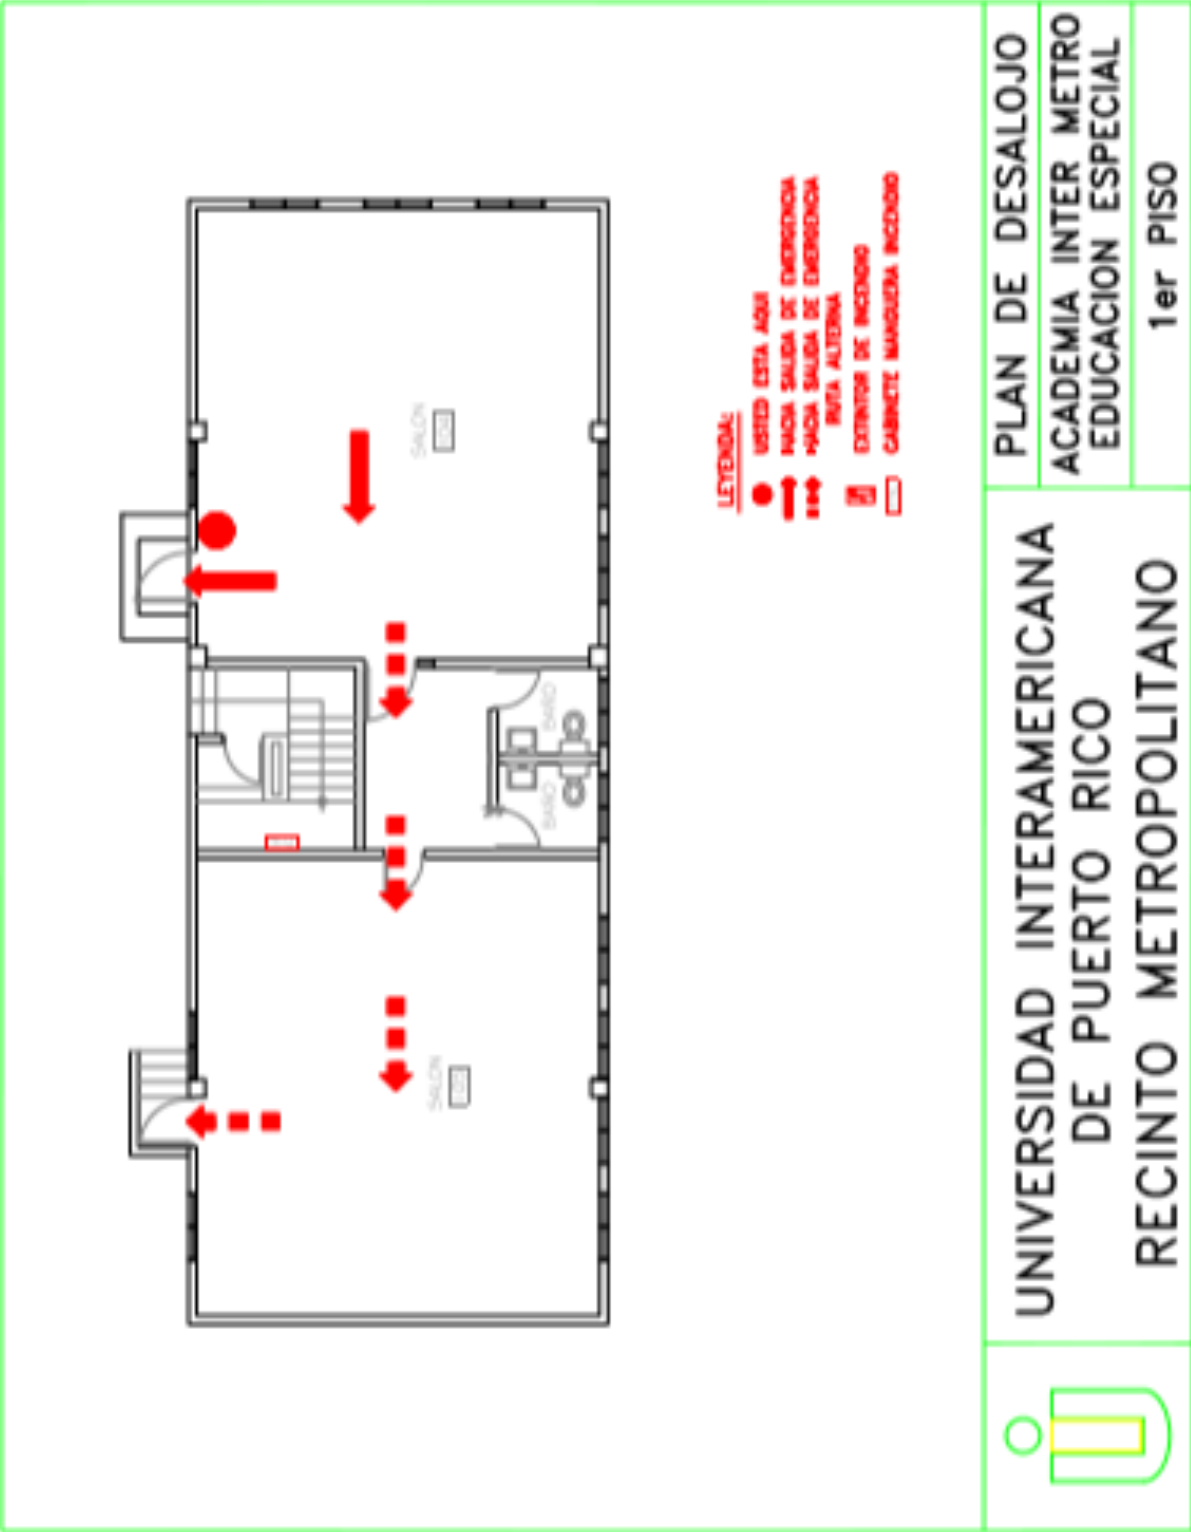 SALON
SALON
BAÑO
BAÑO
LEYENDA:
USTED ESTA AQUI
HACIA SALIDA DE EMERGENCIA
HACIA SALIDA DE EMERGENCIA
RUTA ALTERNA
EXTINTOR DE INCENDIO
GABINETE MANGUERA INCENDIO
UNIVERSIDAD INTERAMERICANA
DE PUERTO RICO
RECINTO METROPOLITANO
PLAN DE DESALOJO
ACADEMIA INTER METRO
EDUCACION ESPECIAL
1er PISO